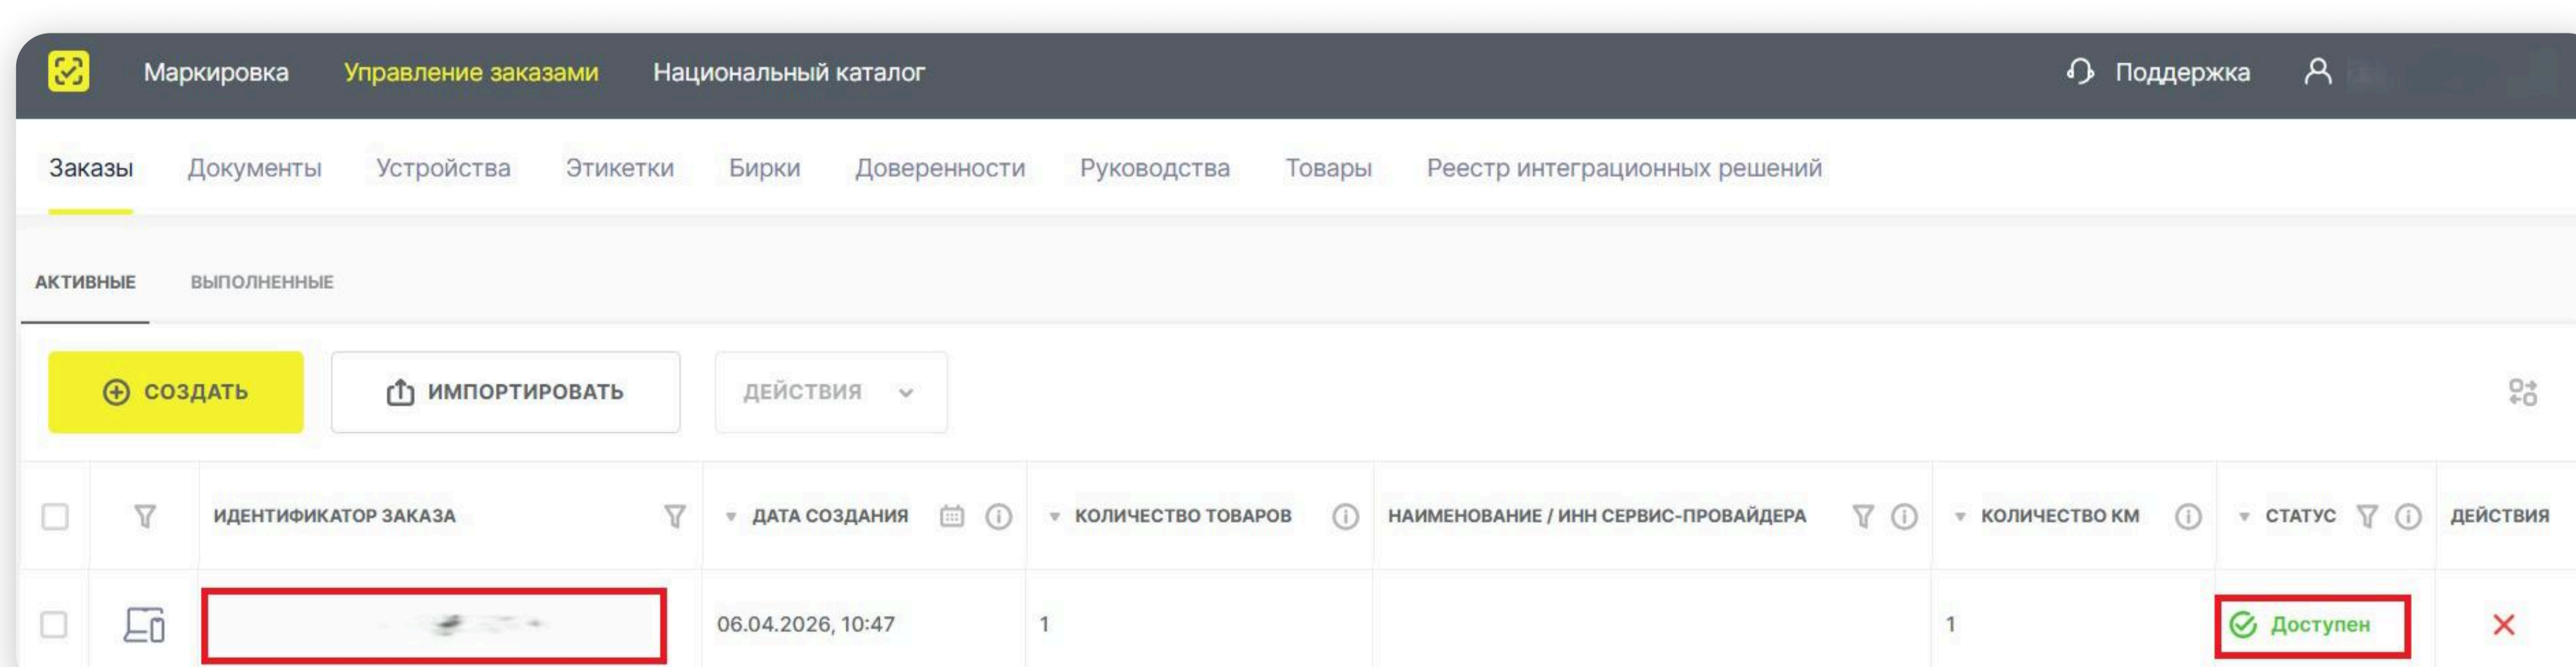 Маркировка Управление заказами Национальный каталог Поддержка
Заказы Документы Устройства Этикетки Бирки Доверенности Руководства Товары Реестр интеграционных решений
АКТИВНЫЕ ВЫПОЛНЕННЫЕ
СОЗДАТЬ ИМПОРТИРОВАТЬ ДЕЙСТВИЯ
ИДЕНТИФИКАТОР ЗАКАЗА ДАТА СОЗДАНИЯ КОЛИЧЕСТВО ТОВАРОВ НАИМЕНОВАНИЕ / ИНН СЕРВИС-ПРОВАЙДЕРА КОЛИЧЕСТВО КМ СТАТУС ДЕЙСТВИЯ
06.04.2026, 10:47 1 1 Доступен